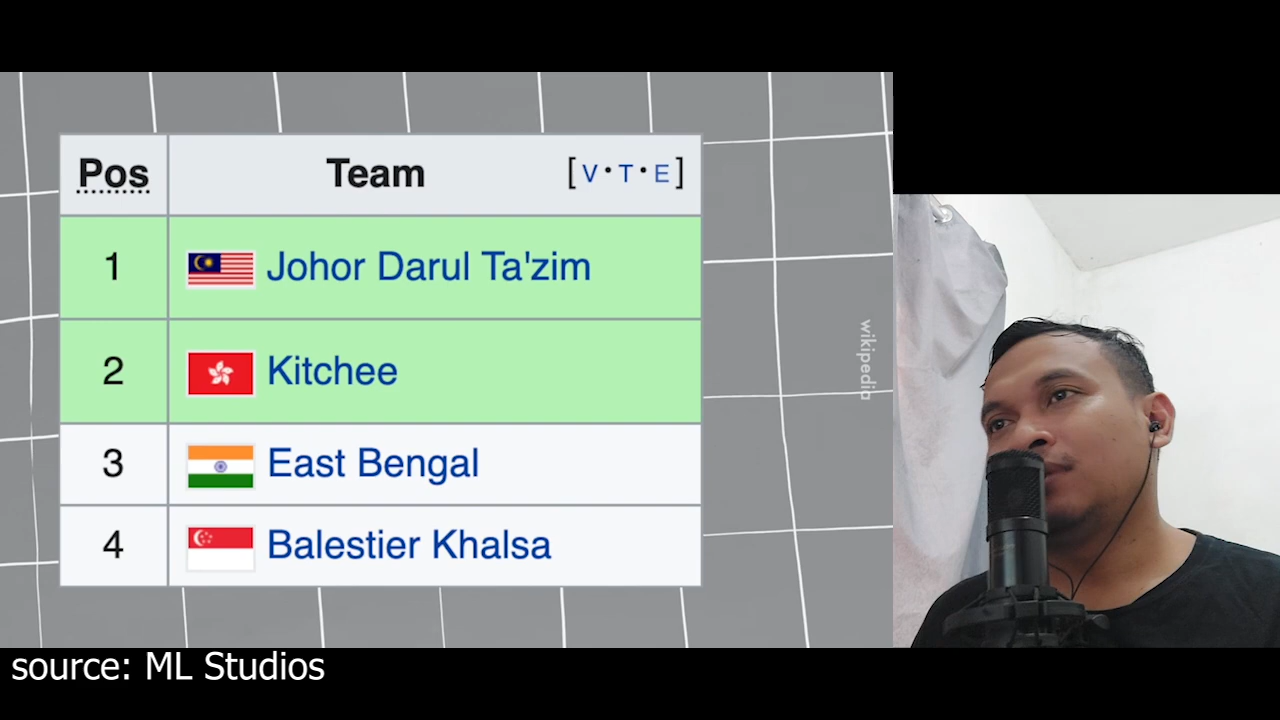 Pos Team [V·T·E]
1 Johor Darul Ta'zim
2 Kitchee
3 East Bengal
4 Balestier Khalsa
wikipedia
source: ML Studios